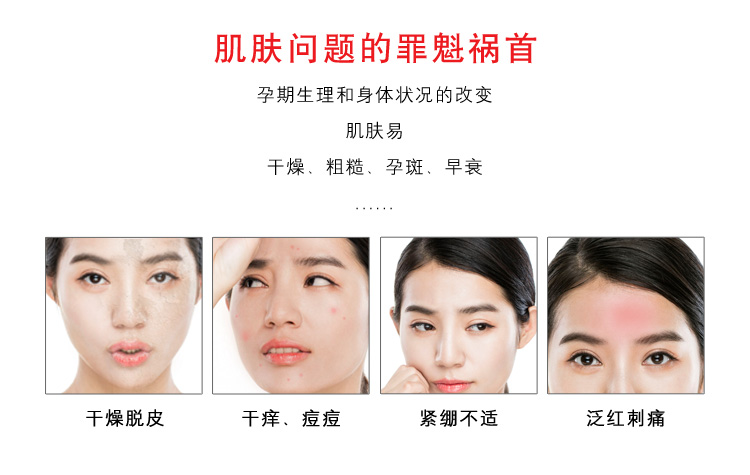 肌肤问题的罪魁祸首
孕期生理和身体状况的改变
肌肤易
干燥、粗糙、孕斑、早衰
......
干燥脱皮
干痒、痘痘
紧绷不适
泛红刺痛